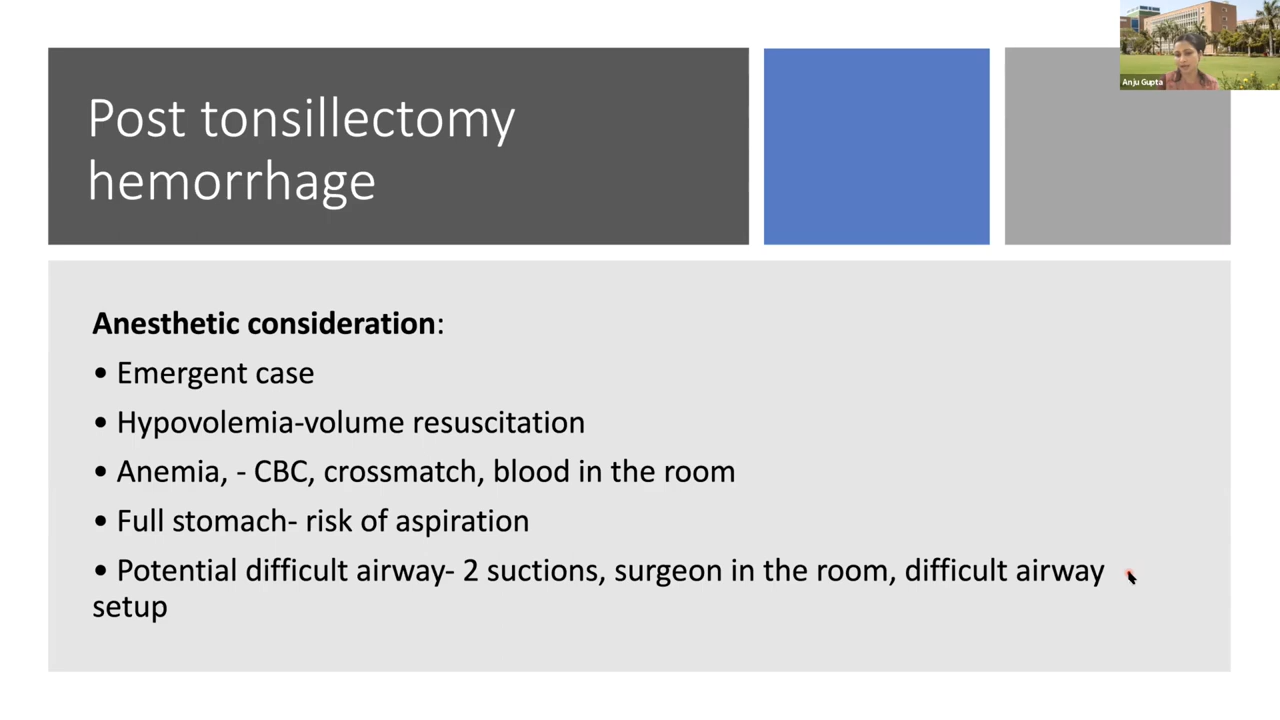 Anju Gupta
Post tonsillectomy
hemorrhage
Anesthetic consideration:
• Emergent case
• Hypovolemia-volume resuscitation
• Anemia, - CBC, crossmatch, blood in the room
• Full stomach- risk of aspiration
• Potential difficult airway- 2 suctions, surgeon in the room, difficult airway
setup